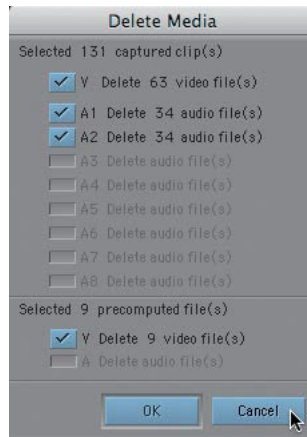 Delete Media
Selected 131 captured clip(s)
V Delete 63 video file(s)
A1 Delete 34 audio file(s)
A2 Delete 34 audio file(s)
A3 Delete audio file(s)
A4 Delete audio file(s)
A5 Delete audio file(s)
A6 Delete audio file(s)
A7 Delete audio file(s)
A8 Delete audio file(s)
Selected 9 precomputed file(s)
V Delete 9 video file(s)
A Delete audio file(s)
OK Cancel